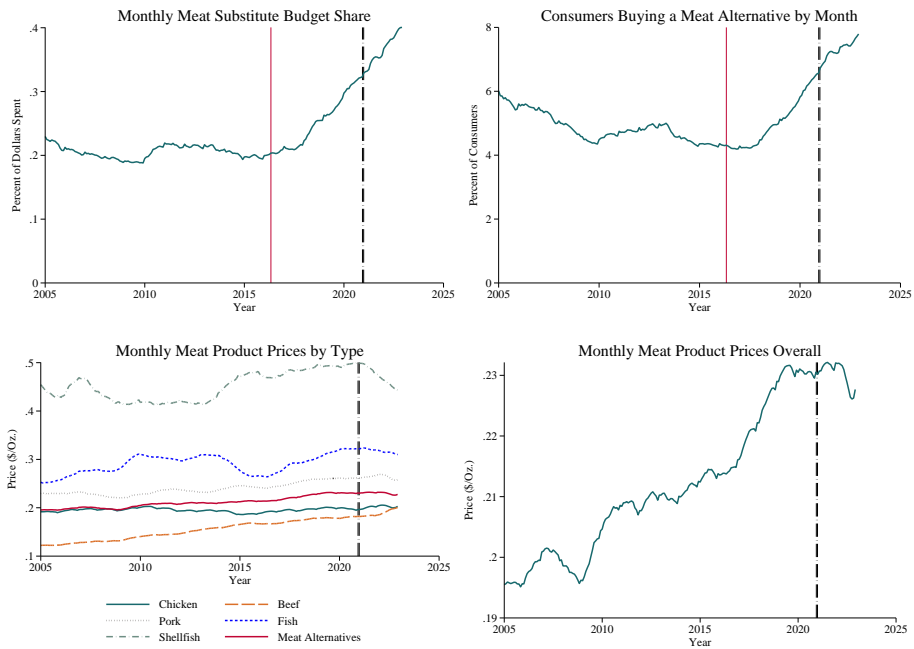 Monthly Meat Substitute Budget Share
Percent of Dollars Spent
.4
.3
.2
.1
0
2005 2010 2015 2020 2025
Year
Consumers Buying a Meat Alternative by Month
Percent of Consumers
8
6
4
2
0
2005 2010 2015 2020 2025
Year
Monthly Meat Product Prices by Type
Price ($/Oz.)
.5
.4
.3
.2
.1
2005 2010 2015 2020 2025
Year
Chicken Beef
Pork Fish
Shellfish Meat Alternatives
Monthly Meat Product Prices Overall
Price ($/Oz.)
.23
.22
.21
.2
.19
2005 2010 2015 2020 2025
Year